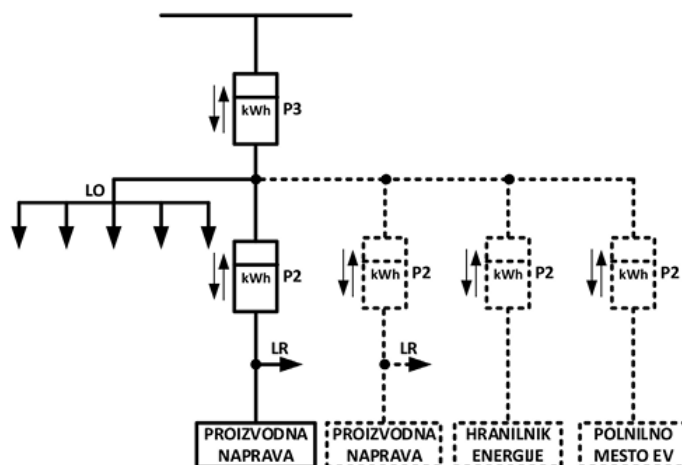 kWh P3
LO
kWh P2 kWh P2 kWh P2 kWh P2
LR LR
PROIZVODNA NAPRAVA
PROIZVODNA NAPRAVA
HRANILNIK ENERGIJE
POLNILNO MESTO EV